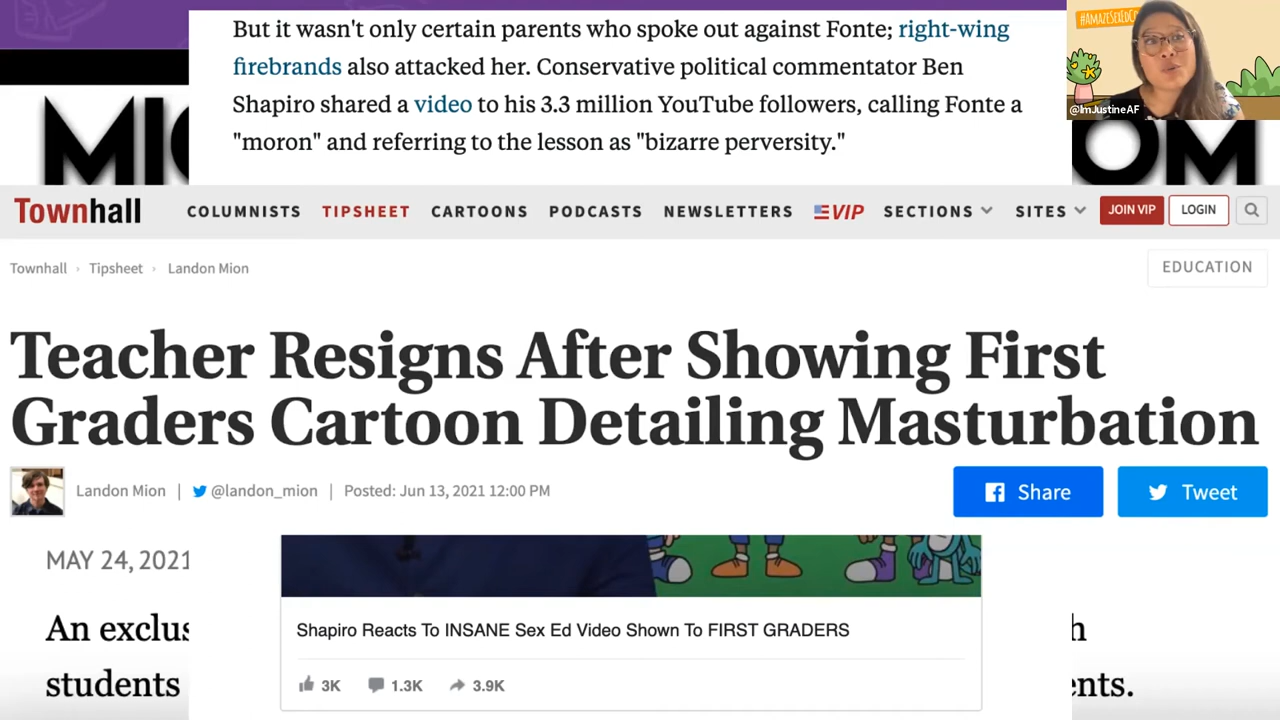 But it wasn't only certain parents who spoke out against Fonte; right-wing
firebrands also attacked her. Conservative political commentator Ben
Shapiro shared a video to his 3.3 million YouTube followers, calling Fonte a
"moron" and referring to the lesson as "bizarre perversity."
@ImJustineAF
OM
Townhall COLUMNISTS TIPSHEET CARTOONS PODCASTS NEWSLETTERS VIP SECTIONS SITES JOIN VIP LOGIN
Townhall › Tipsheet › Landon Mion
EDUCATION
Teacher Resigns After Showing First
Graders Cartoon Detailing Masturbation
Landon Mion | @landon_mion | Posted: Jun 13, 2021 12:00 PM
Share Tweet
MAY 24, 2021
An exclus
students
Shapiro Reacts To INSANE Sex Ed Video Shown To FIRST GRADERS
3K 1.3K 3.9K
h
ents.